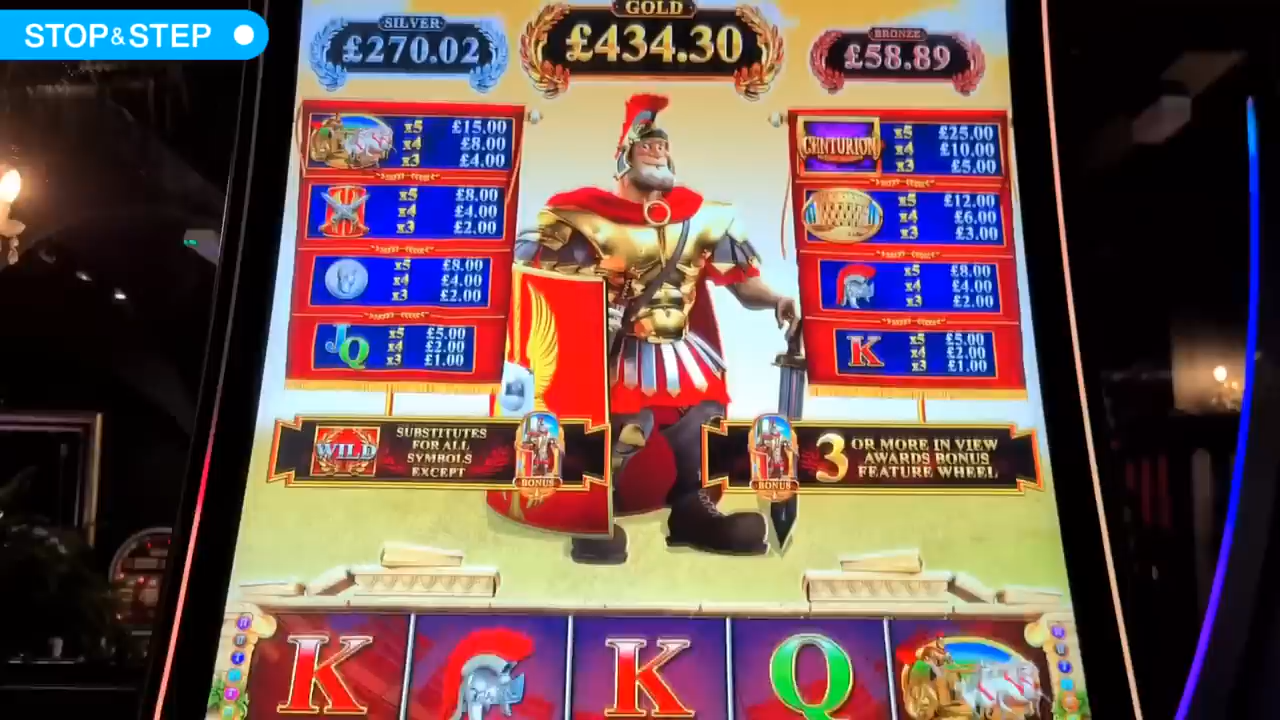 STOP&STEP
SILVER
£270.02
GOLD
£434.30
BRONZE
£58.89
x5 £15.00
x4 £8.00
x3 £4.00
x5 £8.00
x4 £4.00
x3 £2.00
x5 £8.00
x4 £4.00
x3 £2.00
J Q
x5 £5.00
x4 £2.00
x3 £1.00
CENTURION
x5 £25.00
x4 £10.00
x3 £5.00
x5 £12.00
x4 £6.00
x3 £3.00
x5 £8.00
x4 £4.00
x3 £2.00
K
x5 £5.00
x4 £2.00
x3 £1.00
WILD
SUBSTITUTES
FOR ALL
SYMBOLS
EXCEPT
BONUS
BONUS
3 OR MORE IN VIEW
AWARDS BONUS
FEATURE WHEEL
K K Q